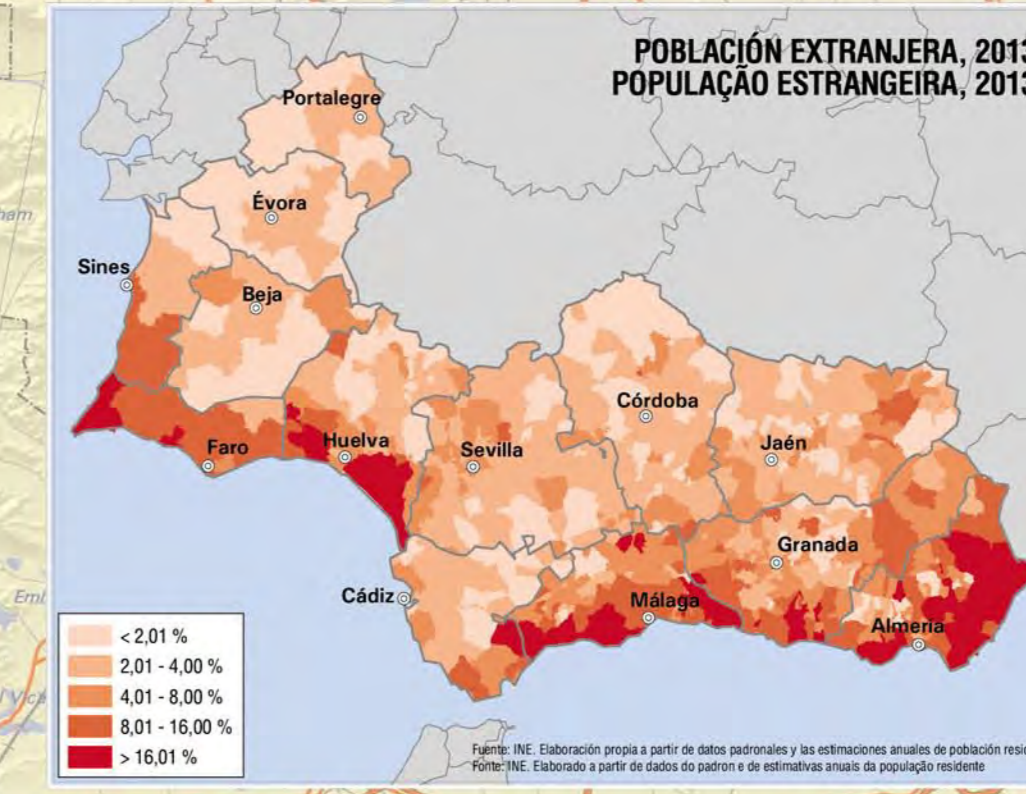 POBLACIÓN EXTRANJERA, 2013
POPULAÇÃO ESTRANGEIRA, 2013
Portalegre
Évora
Sines
Beja
Córdoba
Faro
Huelva
Sevilla
Jaén
Granada
Cádiz
Málaga
Almería
< 2,01 %
2,01 - 4,00 %
4,01 - 8,00 %
8,01 - 16,00 %
> 16,01 %
Fuente: INE. Elaboración propia a partir de datos padronales y las estimaciones anuales de población
Fonte: INE. Elaborado a partir de dados do padron e de estimativas anuais da população residente